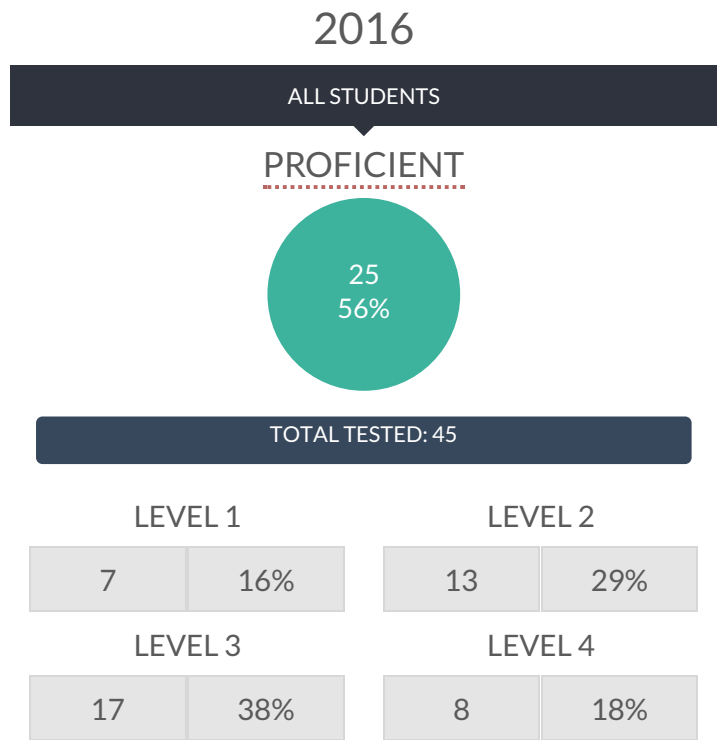 2016
ALL STUDENTS
PROFICIENT
25
56%
TOTAL TESTED: 45
LEVEL 1
LEVEL 2
7
16%
13
29%
LEVEL 3
LEVEL 4
17
38%
8
18%